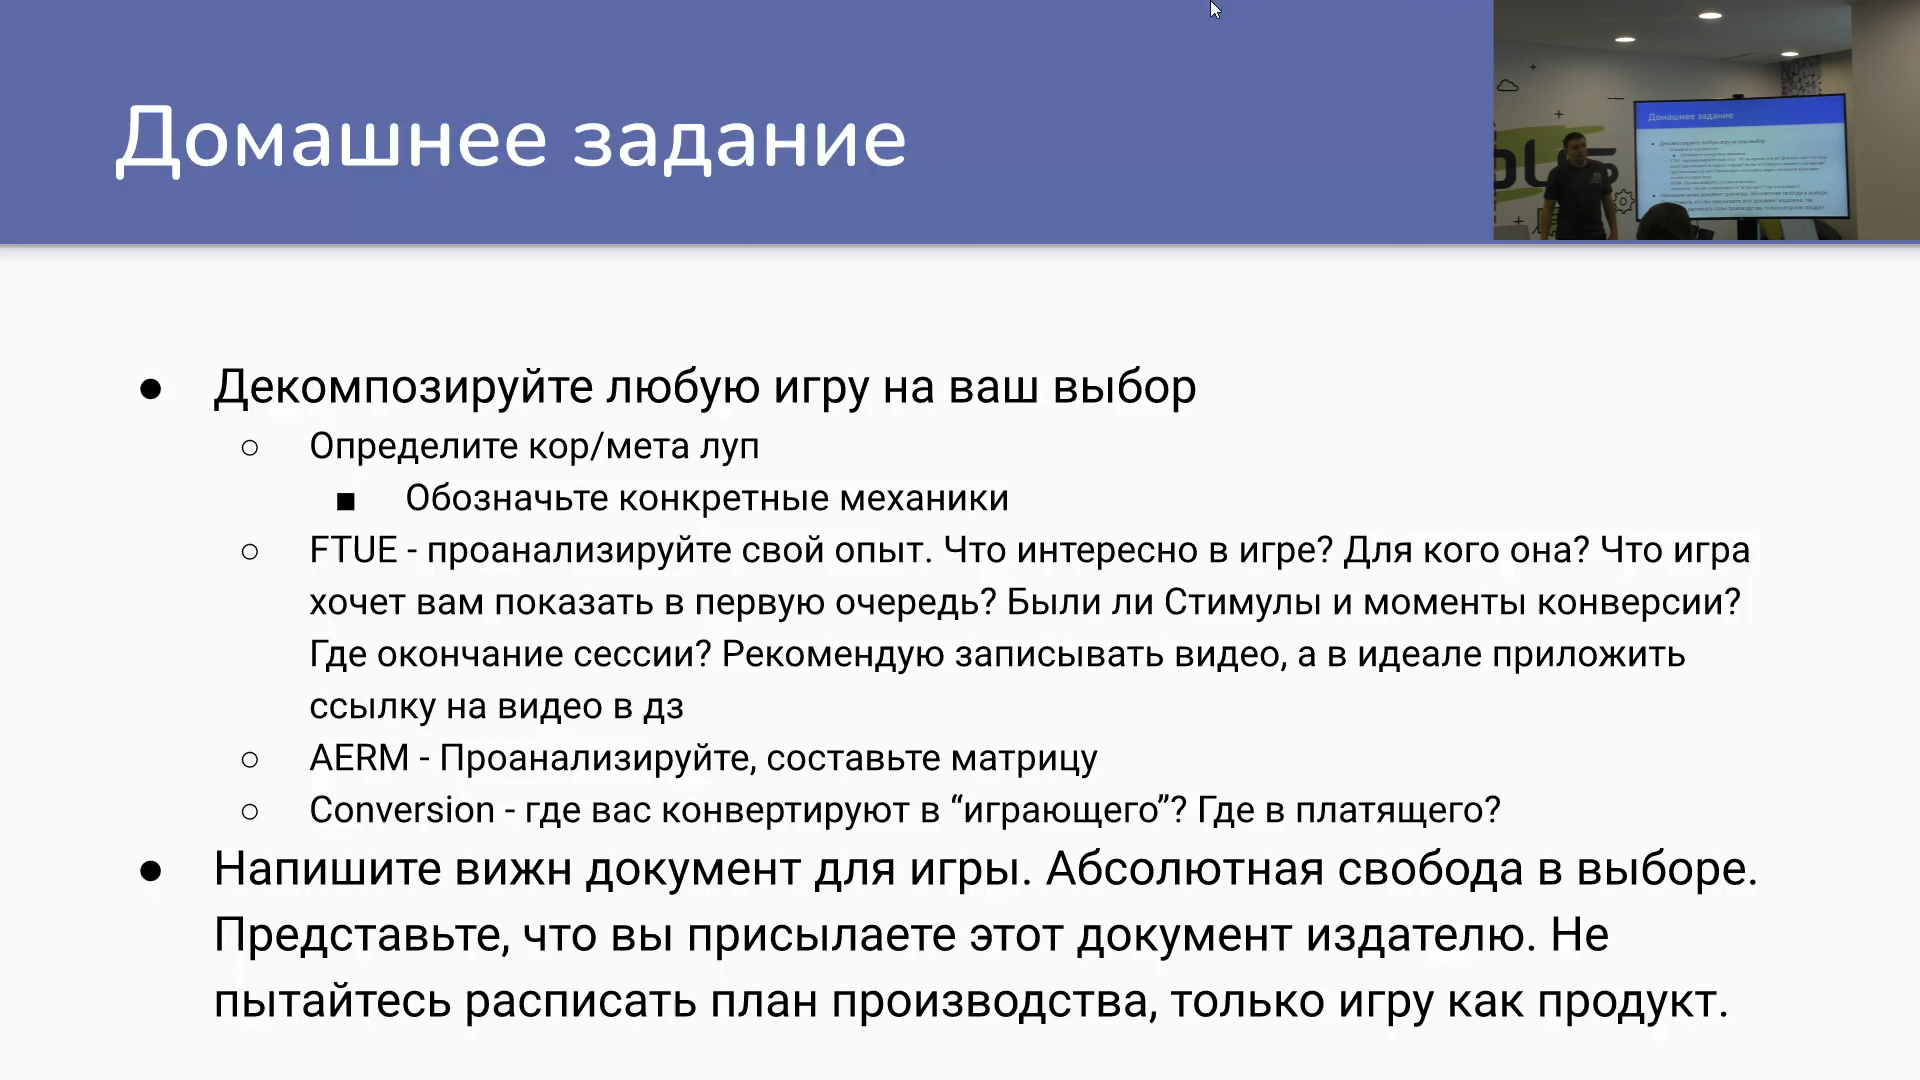 Домашнее задание
Домашнее задание
● Декомпозируйте любую игру на ваш выбор
○ Определите кор/мета луп
■ Обозначьте конкретные механики
○ FTUE - проанализируйте свой опыт. Что интересно в игре? Для кого она? Что игра
хочет вам показать в первую очередь? Были ли Стимулы и моменты конверсии?
Где окончание сессии? Рекомендую записывать видео, а в идеале приложить
ссылку на видео в дз
○ AERM - Проанализируйте, составьте матрицу
○ Conversion - где вас конвертируют в “играющего”? Где в платящего?
● Напишите вижн документ для игры. Абсолютная свобода в выборе.
Представьте, что вы присылаете этот документ издателю. Не
пытайтесь расписать план производства, только игру как продукт.